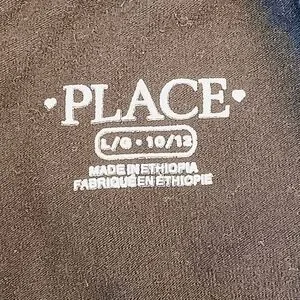 ♥ PLACE ♥
L/G • 10/12
MADE IN ETHIOPIA
FABRIQUÉ EN ÉTHIOPIE